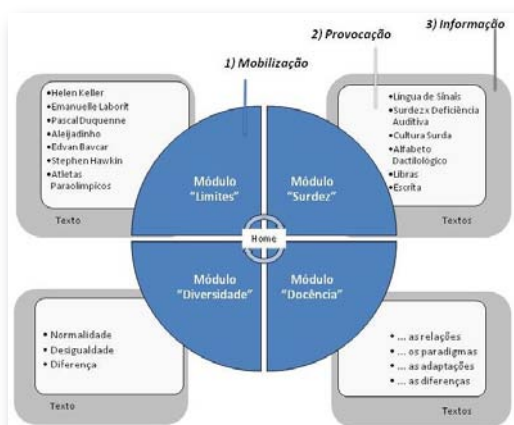 3) Informação
2) Provocação
1) Mobilização
•Helen Keller
•Emanuelle Laborit
•Pascal Duquenne
•Aleijadinho
•Edvan Bavcar
•Stephen Hawkin
•Atletas
Paraolimpicos
Texto
•Língua de Sinais
•Surdez x Deficiência
Auditiva
•Cultura Surda
•Alfabeto
Dactilológico
•Libras
•Escrita
Textos
Módulo
"Limites"
Módulo
"Surdez"
Home
Módulo
"Diversidade"
Módulo
"Docência"
• Normalidade
• Desigualdade
• Diferença
Texto
• ... as relações
• ... os paradigmas
• ... as adaptações
• ... as diferenças
Textos